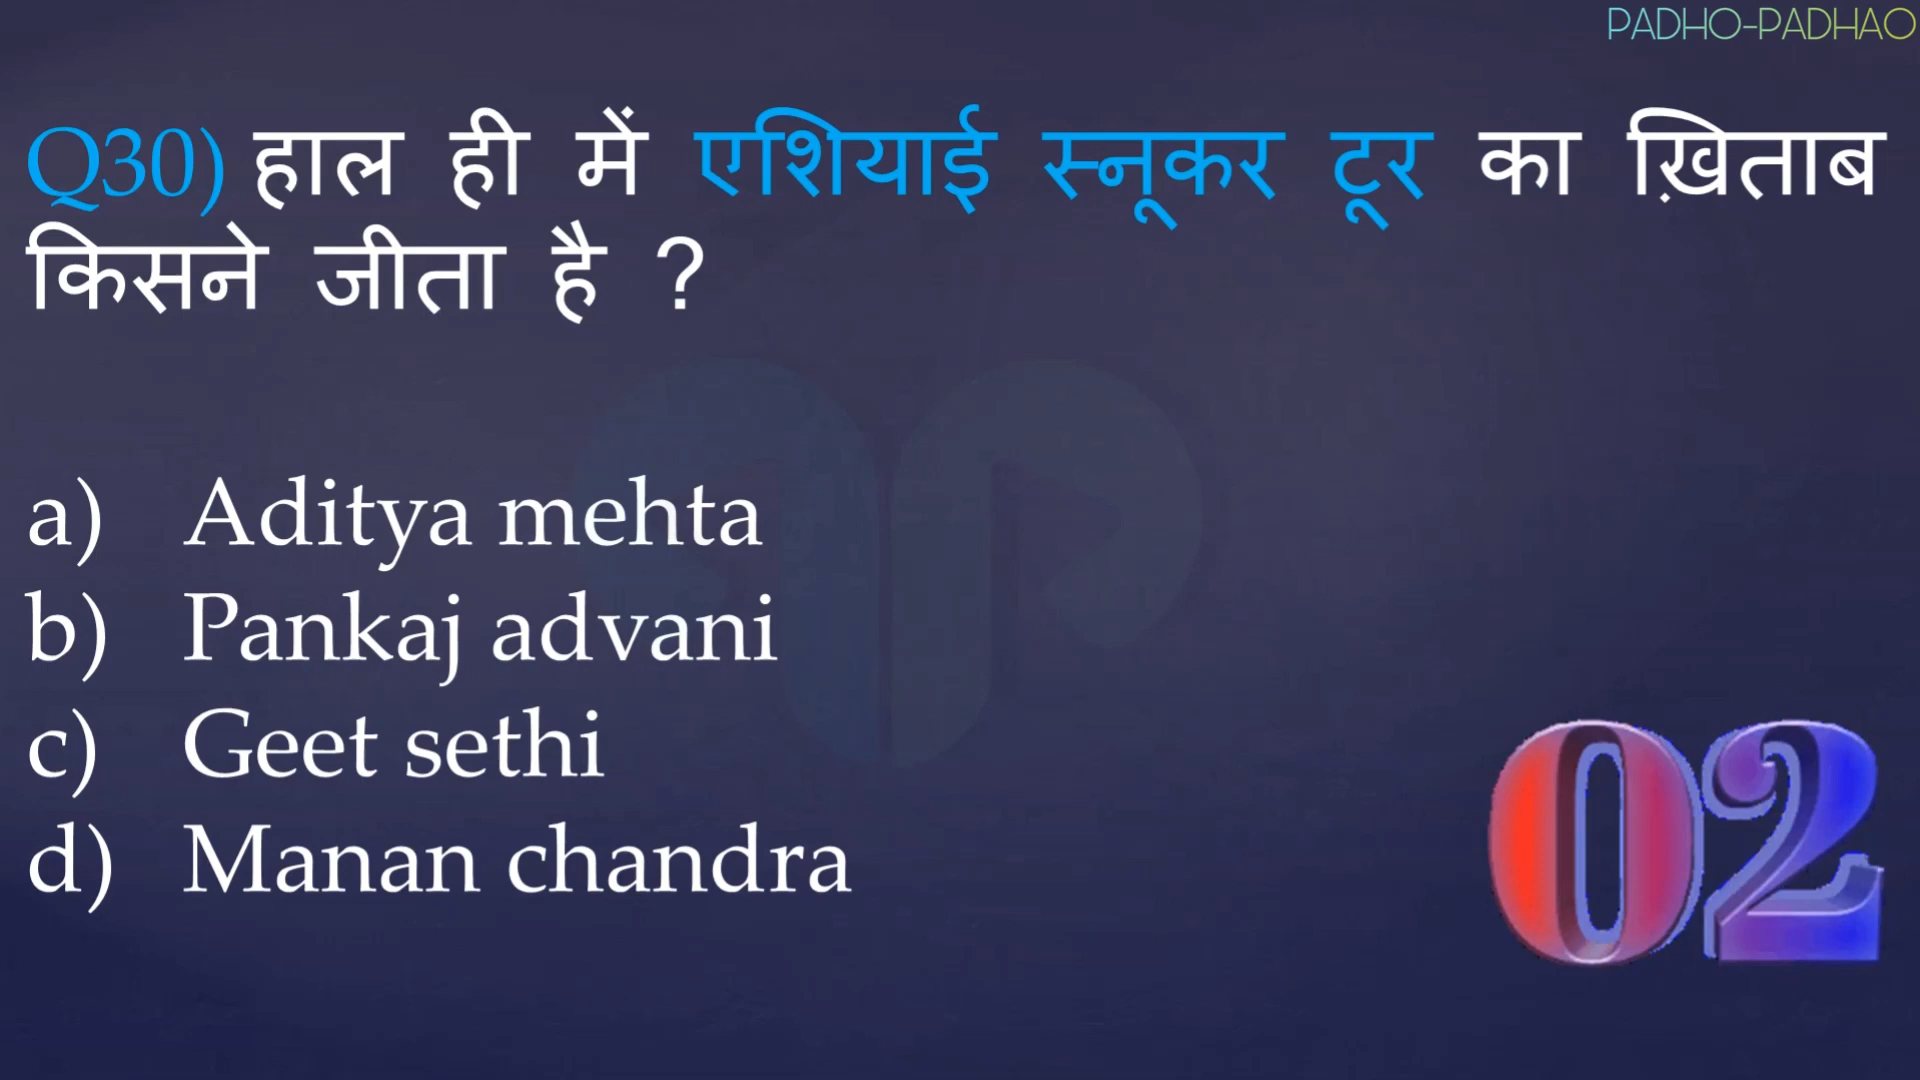 PADHO-PADHAO
Q30) हाल ही में एशियाई स्नूकर टूर का ख़िताब
किसने जीता है ?
a) Aditya mehta
b) Pankaj advani
c) Geet sethi
d) Manan chandra
02